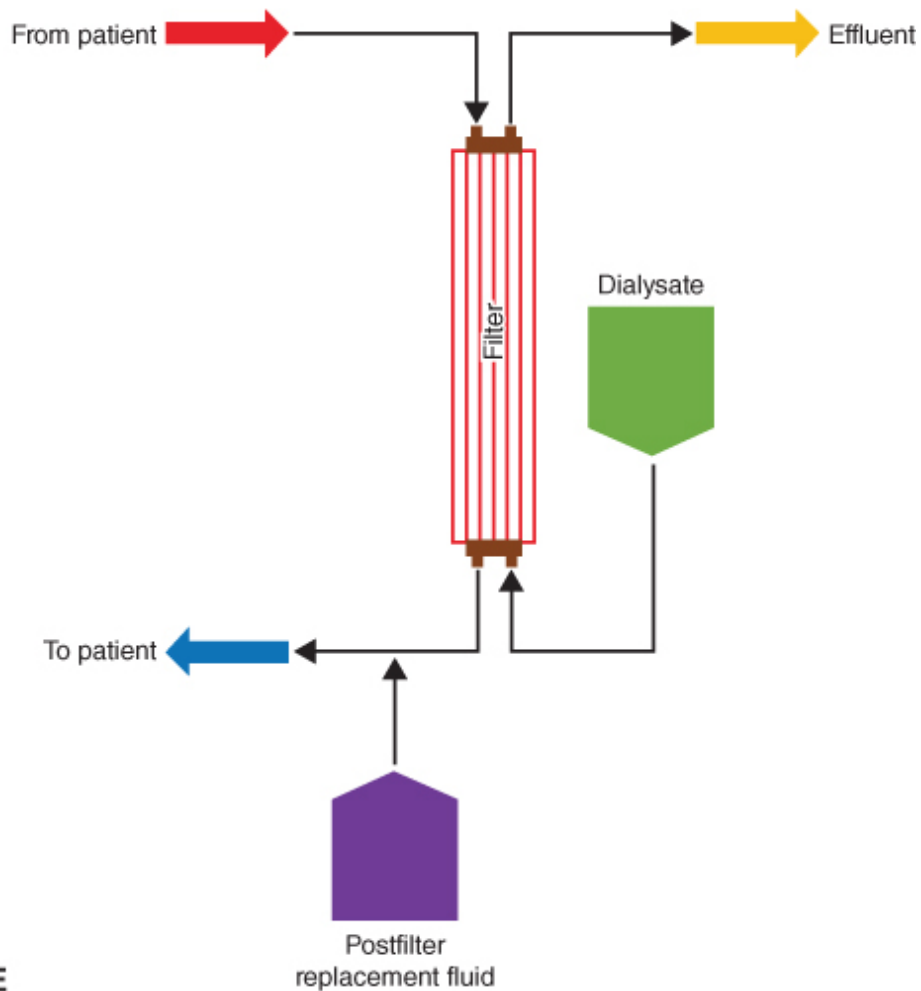 From patient
Effluent
Filter
Dialysate
To patient
Postfilter
replacement fluid
E